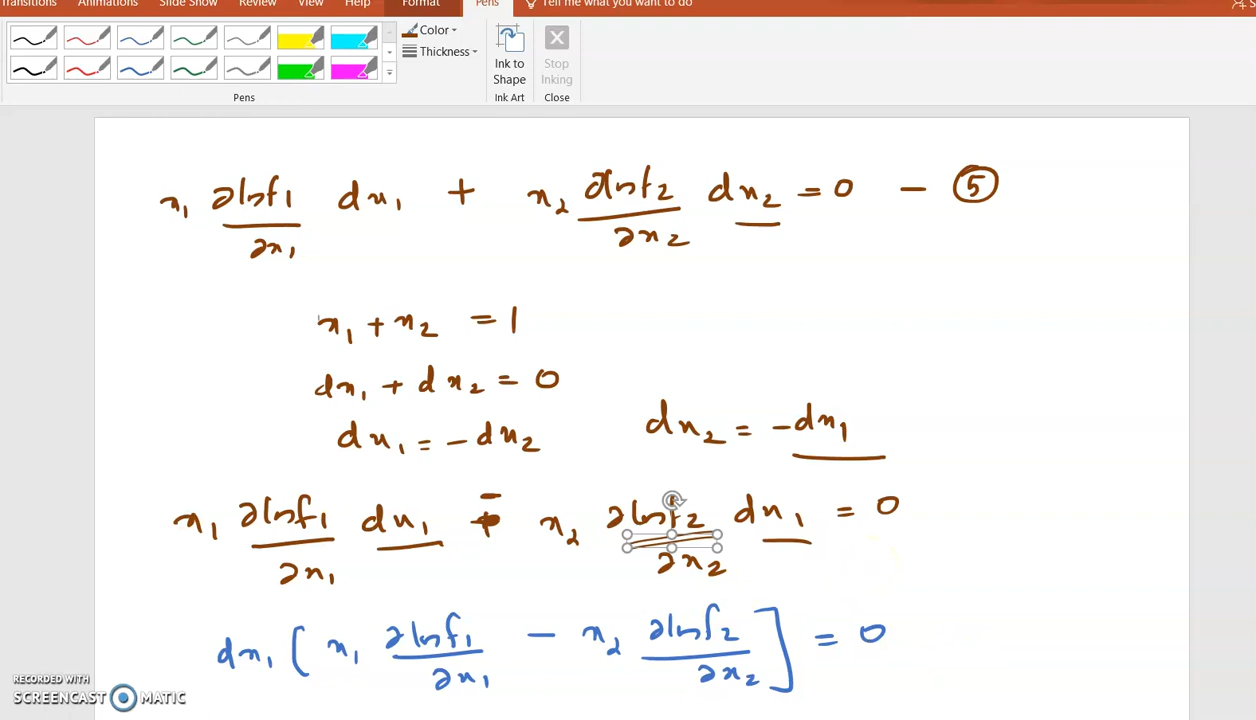 Transitions Animations Slide Show Review View Help Format Pens Tell me what you want to do
Color
Thickness
Ink to Shape
Stop Inking
Pens Ink Art Close
x₁ ∂lnf₁/∂x₁ dx₁ + x₂ ∂lnf₂/∂x₂ dx₂ = 0 – ⑤
x₁ + x₂ = 1
dx₁ + dx₂ = 0
dx₁ = - dx₂ dx₂ = -dx₁
x₁ ∂lnf₁/∂x₁ dx₁ - x₂ ∂lnf₂/∂x₂ dx₁ = 0
dx₁ [ x₁ ∂lnf₁/∂x₁ - x₂ ∂lnf₂/∂x₂ ] = 0
RECORDED WITH
SCREENCAST MATIC